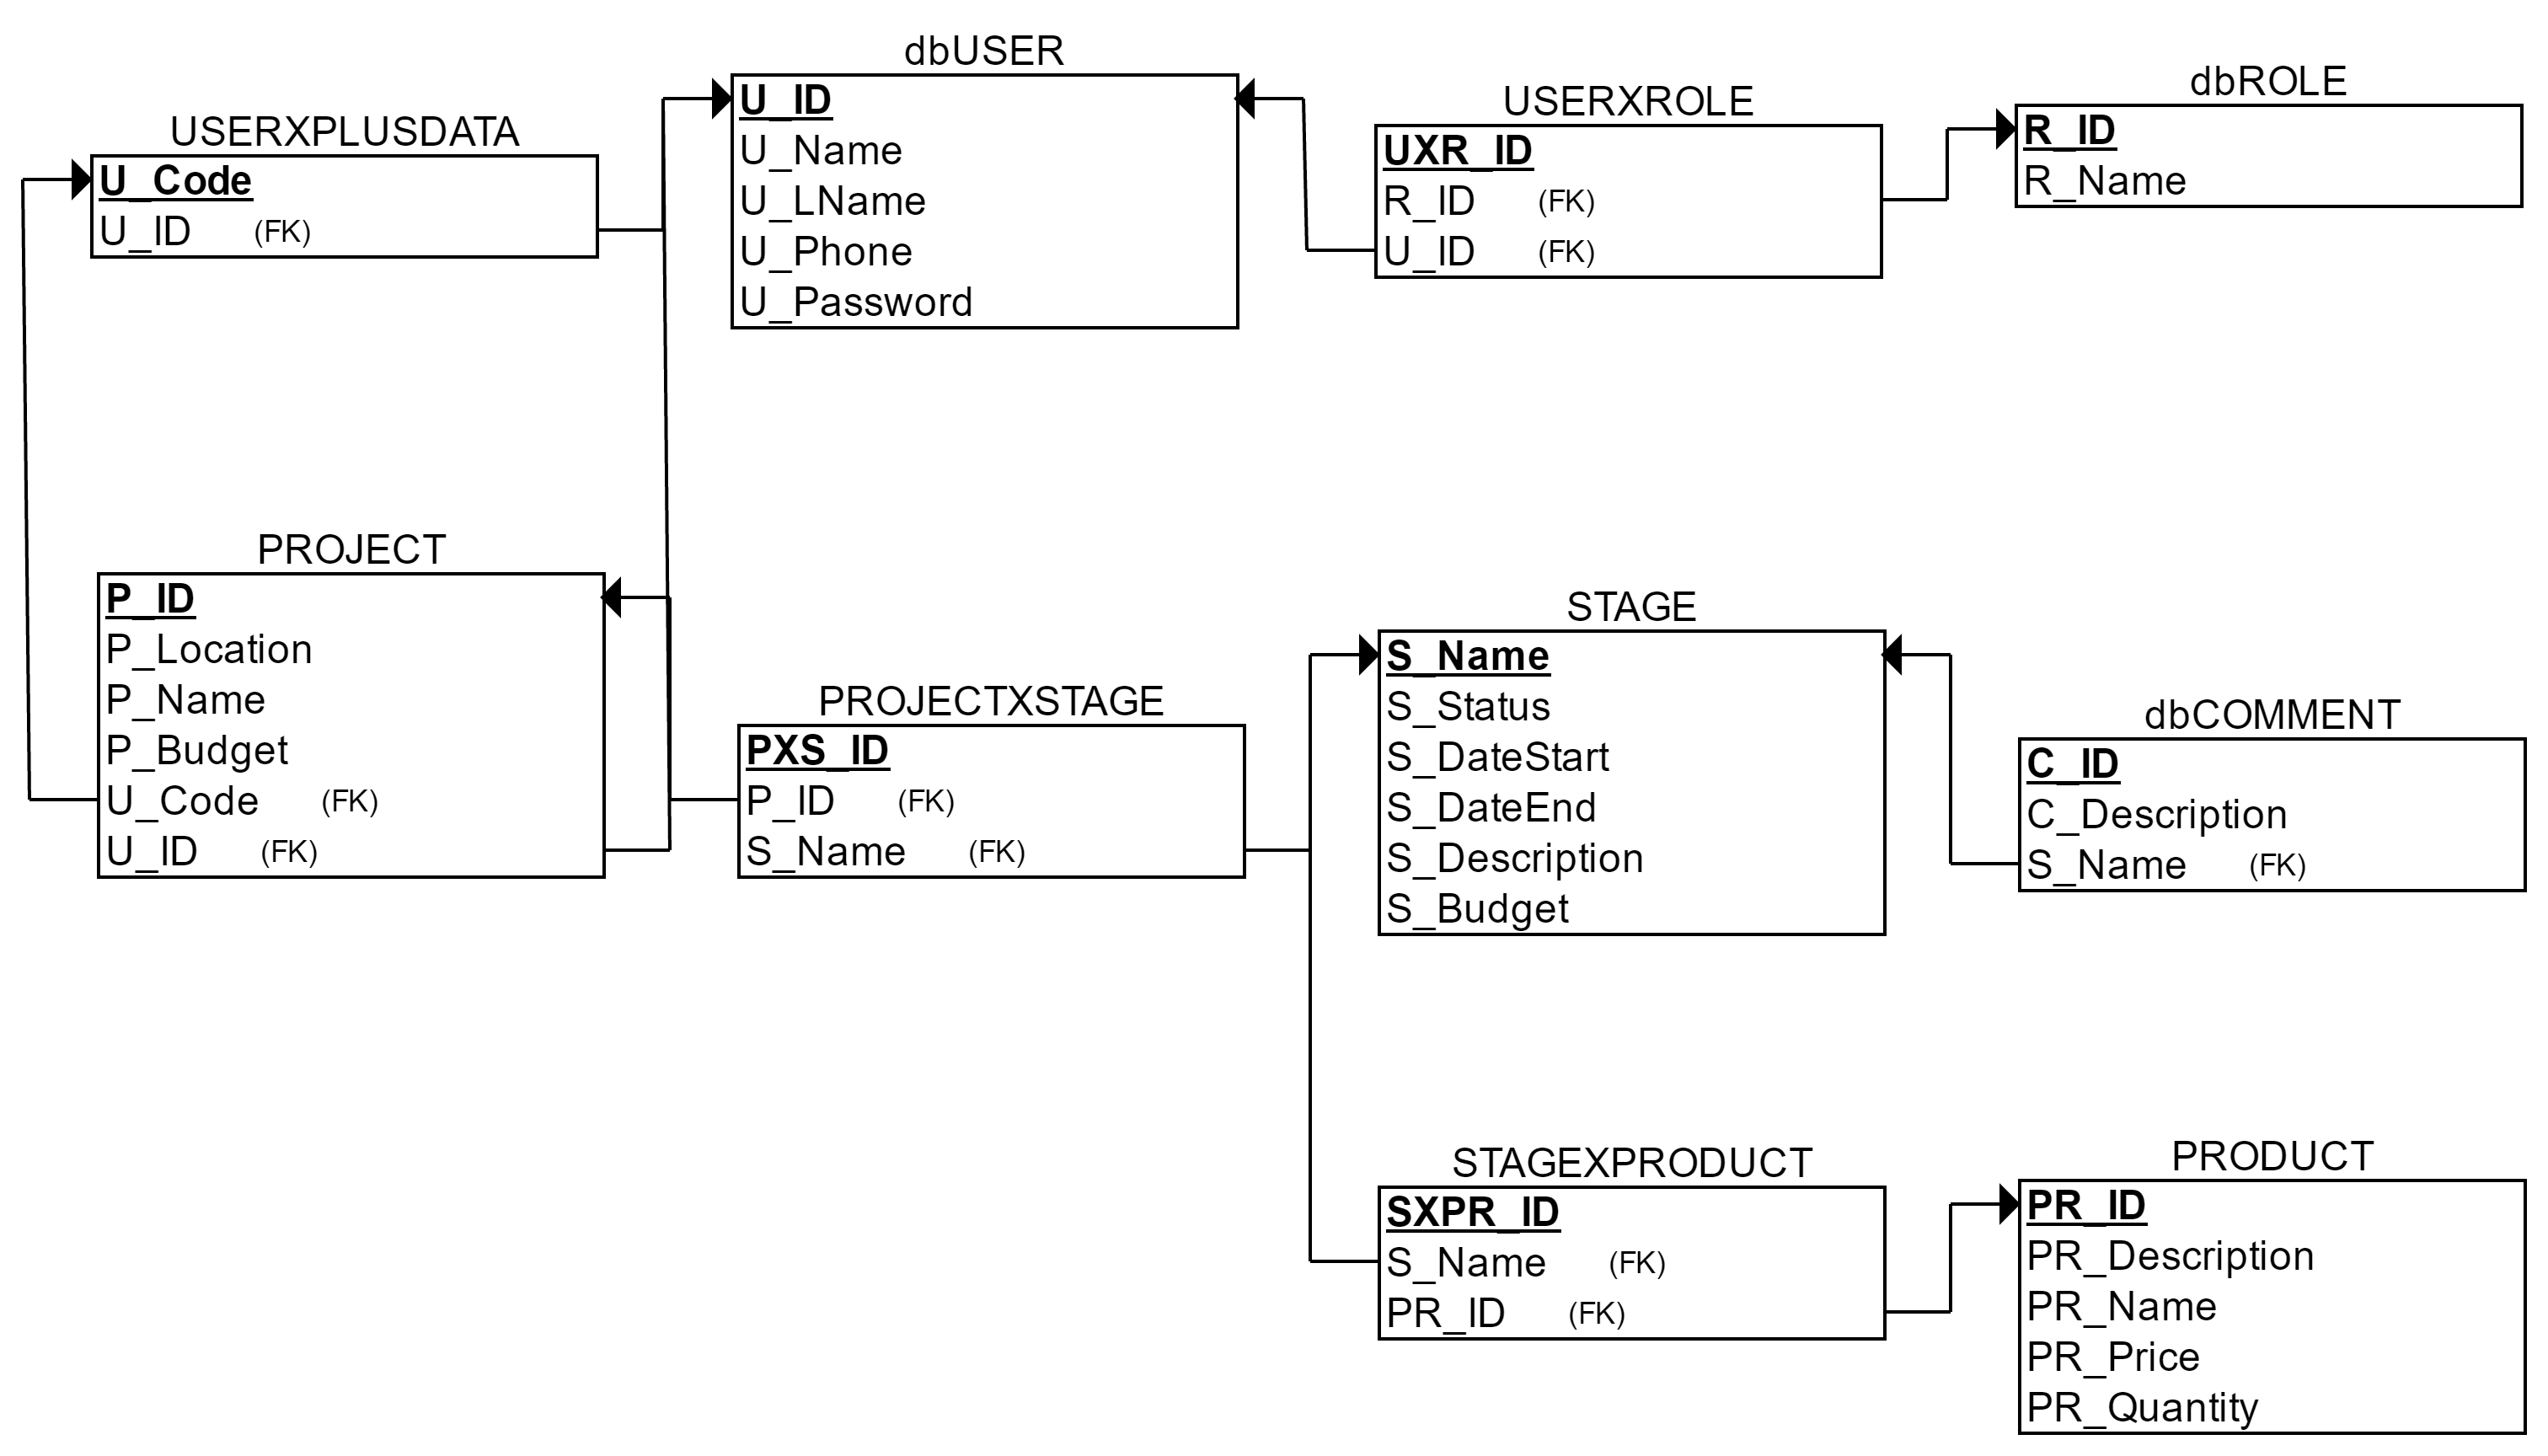 dbUSER
U_ID
U_Name
U_LName
U_Phone
U_Password
dbROLE
R_ID
R_Name
USERXROLE
UXR_ID
R_ID (FK)
U_ID (FK)
USERXPLUSDATA
U_Code
U_ID (FK)
PROJECT
P_ID
P_Location
P_Name
P_Budget
U_Code (FK)
U_ID (FK)
PROJECTXSTAGE
PXS_ID
P_ID (FK)
S_Name (FK)
STAGE
S_Name
S_Status
S_DateStart
S_DateEnd
S_Description
S_Budget
dbCOMMENT
C_ID
C_Description
S_Name (FK)
STAGEXPRODUCT
SXPR_ID
S_Name (FK)
PR_ID (FK)
PRODUCT
PR_ID
PR_Description
PR_Name
PR_Price
PR_Quantity